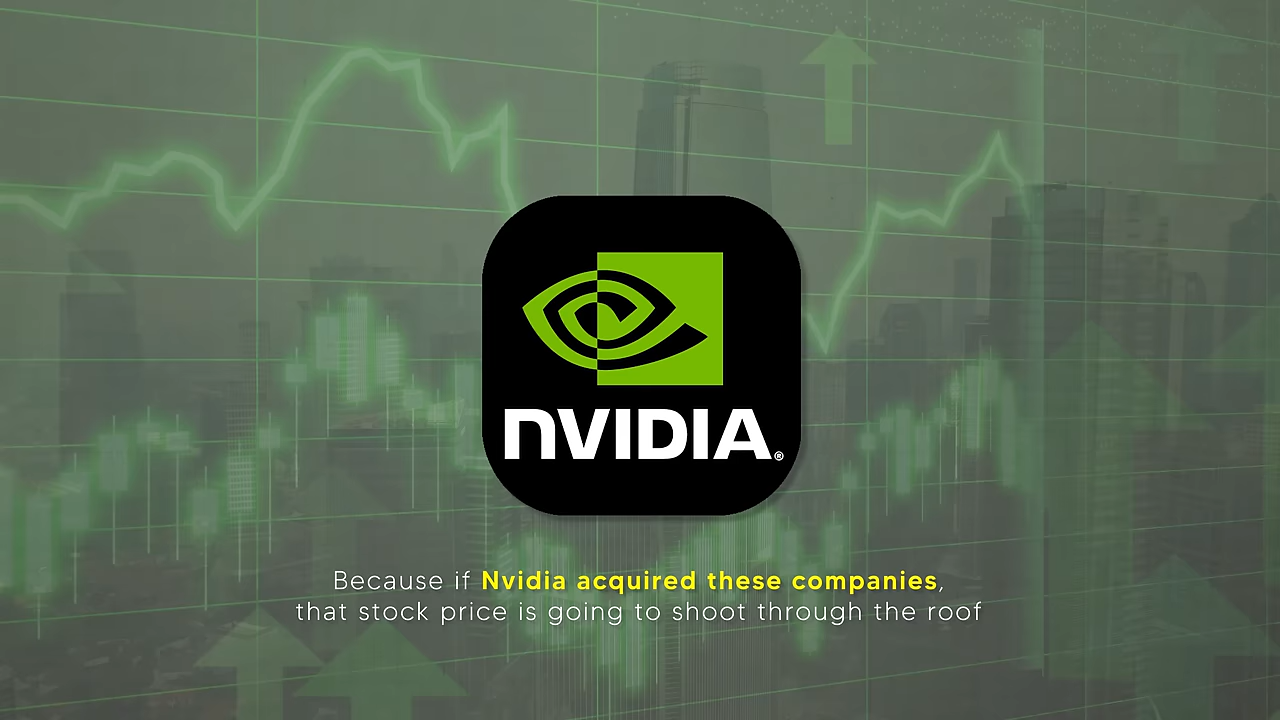 NVIDIA®
Because if Nvidia acquired these companies,
that stock price is going to shoot through the roof